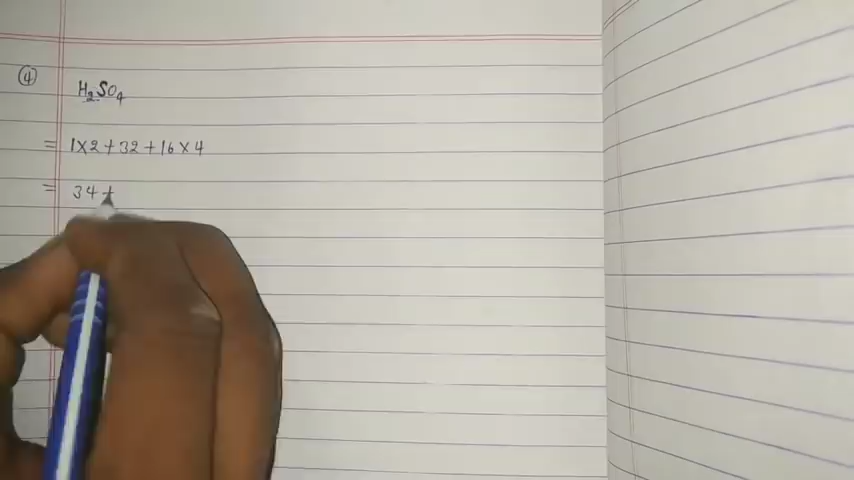 ④ H₂SO₄
= 1×2+32+16×4
= 34+